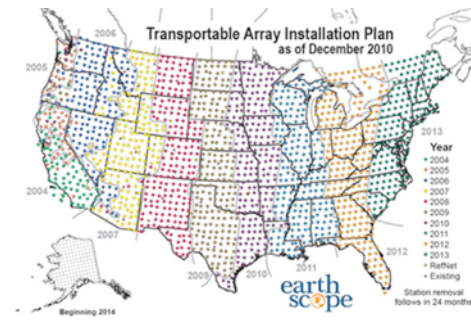 Transportable Array Installation Plan
as of December 2010
2006
2005
2004
2007
2009
2010
2011
2012
2013
Year
2004
2005
2006
2007
2008
2009
2010
2011
2012
2013
RefNet
Existing
Station removal
follows in 24 months
earth
scope
Beginning 2014